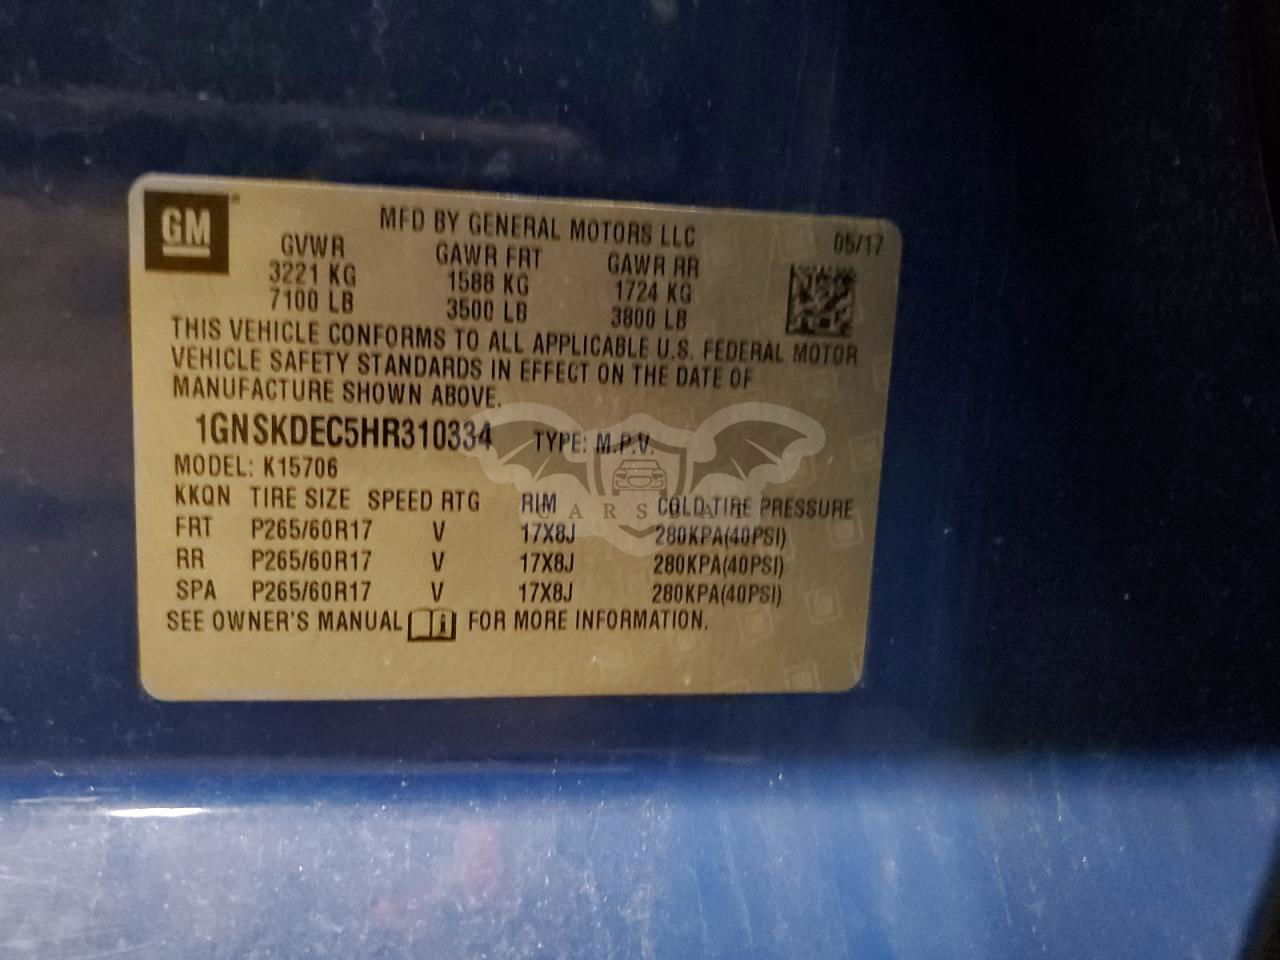 GM
MFD BY GENERAL MOTORS LLC 05/17
GVWR GAWR FRT GAWR RR
3221 KG 1588 KG 1724 KG
7100 LB 3500 LB 3800 LB
THIS VEHICLE CONFORMS TO ALL APPLICABLE U.S. FEDERAL MOTOR
VEHICLE SAFETY STANDARDS IN EFFECT ON THE DATE OF
MANUFACTURE SHOWN ABOVE.
1GNSKDEC5HR310334 TYPE: M.P.V.
MODEL: K15706
KKQN TIRE SIZE SPEED RTG RIM COLD TIRE PRESSURE
FRT P265/60R17 V 17X8J 280KPA(40PSI)
RR P265/60R17 V 17X8J 280KPA(40PSI)
SPA P265/60R17 V 17X8J 280KPA(40PSI)
SEE OWNER'S MANUAL FOR MORE INFORMATION.